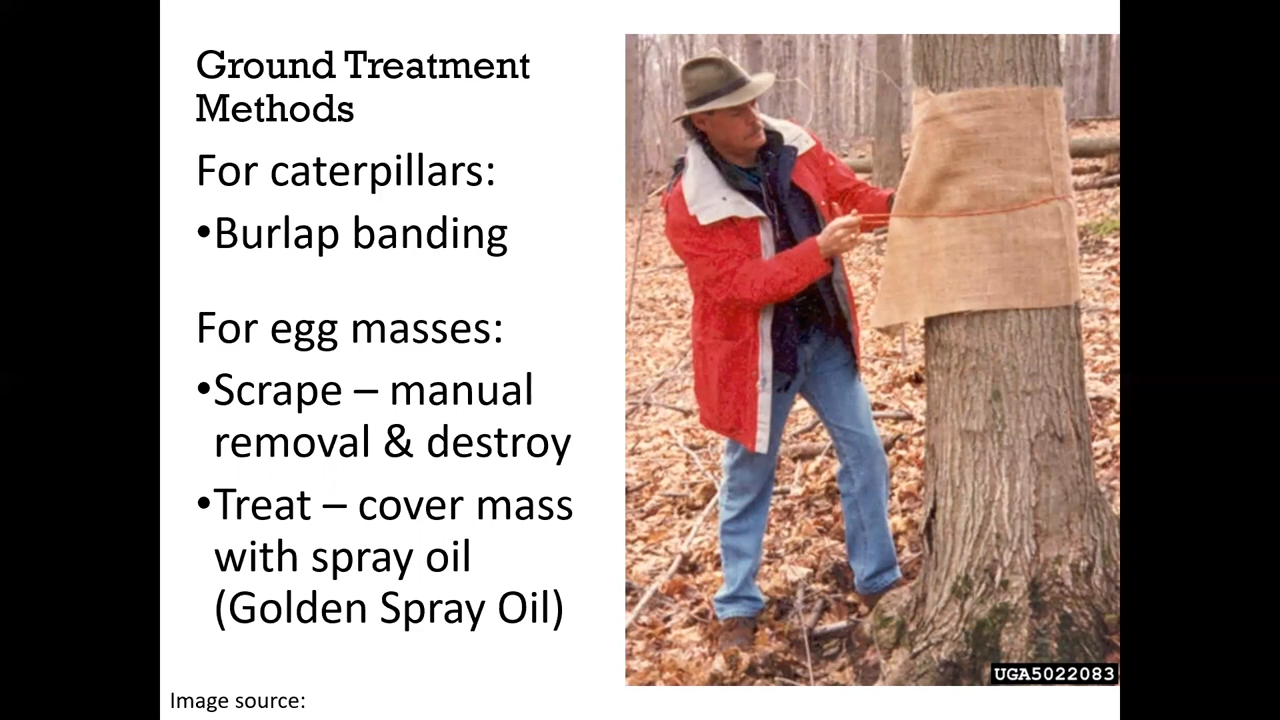 Ground Treatment
Methods
For caterpillars:
•Burlap banding
For egg masses:
•Scrape – manual
removal & destroy
•Treat – cover mass
with spray oil
(Golden Spray Oil)
UGA5022083
Image source: